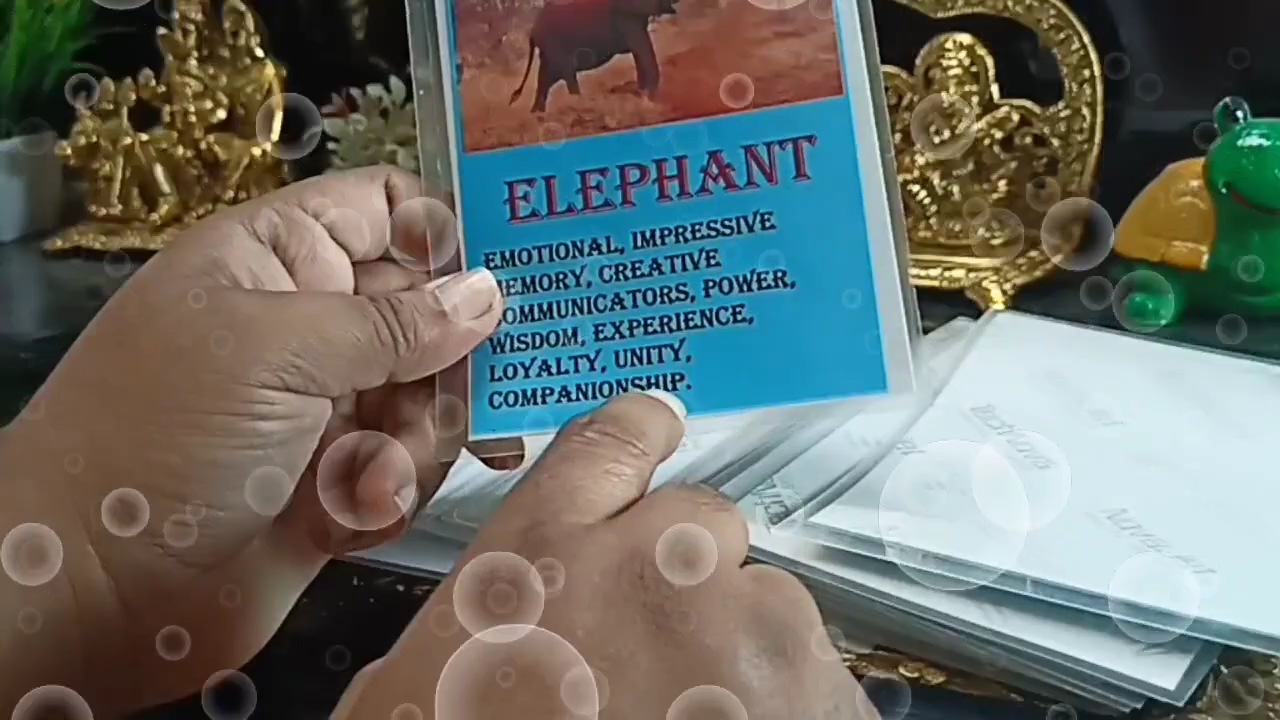 ELEPHANT
EMOTIONAL, IMPRESSIVE
MEMORY, CREATIVE
COMMUNICATORS, POWER,
WISDOM, EXPERIENCE,
LOYALTY, UNITY,
COMPANIONSHIP.